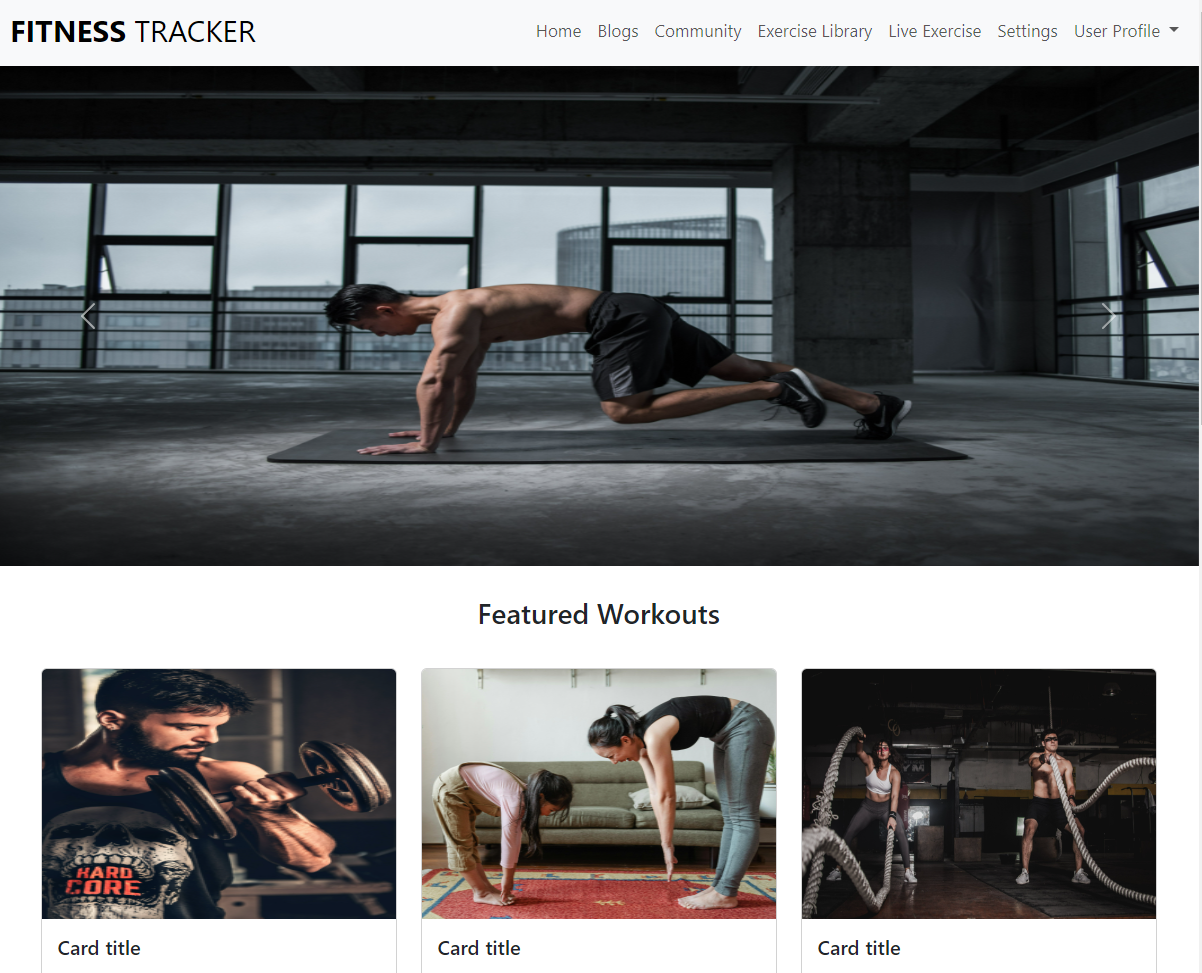 FITNESS TRACKER
Home Blogs Community Exercise Library Live Exercise Settings User Profile
Featured Workouts
HARD
CORE
Card title
Card title
Card title